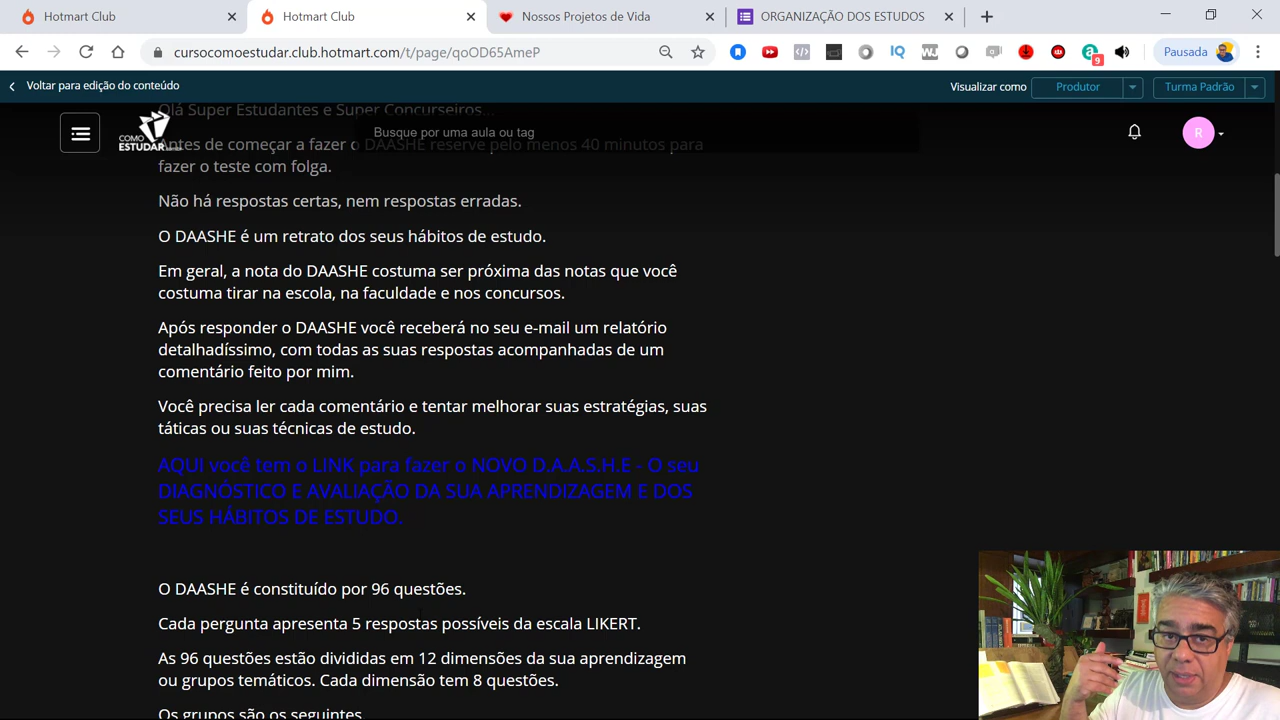 Hotmart Club
Hotmart Club
Nossos Projetos de Vida
ORGANIZAÇÃO DOS ESTUDOS
cursocomoestudar.club.hotmart.com/t/page/qoOD65AmeP
9
Pausada
Voltar para edição do conteúdo
Visualizar como
Produtor
Turma Padrão
Olá Super Estudantes e Super Concurseiros...
COMO
ESTUDAR
Busque por uma aula ou tag
R
Antes de começar a fazer o DAASHE reserve pelo menos 40 minutos para
fazer o teste com folga.
Não há respostas certas, nem respostas erradas.
O DAASHE é um retrato dos seus hábitos de estudo.
Em geral, a nota do DAASHE costuma ser próxima das notas que você
costuma tirar na escola, na faculdade e nos concursos.
Após responder o DAASHE você receberá no seu e-mail um relatório
detalhadíssimo, com todas as suas respostas acompanhadas de um
comentário feito por mim.
Você precisa ler cada comentário e tentar melhorar suas estratégias, suas
táticas ou suas técnicas de estudo.
AQUI você tem o LINK para fazer o NOVO D.A.A.S.H.E - O seu
DIAGNÓSTICO E AVALIAÇÃO DA SUA APRENDIZAGEM E DOS
SEUS HÁBITOS DE ESTUDO.
O DAASHE é constituído por 96 questões.
Cada pergunta apresenta 5 respostas possíveis da escala LIKERT.
As 96 questões estão divididas em 12 dimensões da sua aprendizagem
ou grupos temáticos. Cada dimensão tem 8 questões.
Os grupos são os seguintes